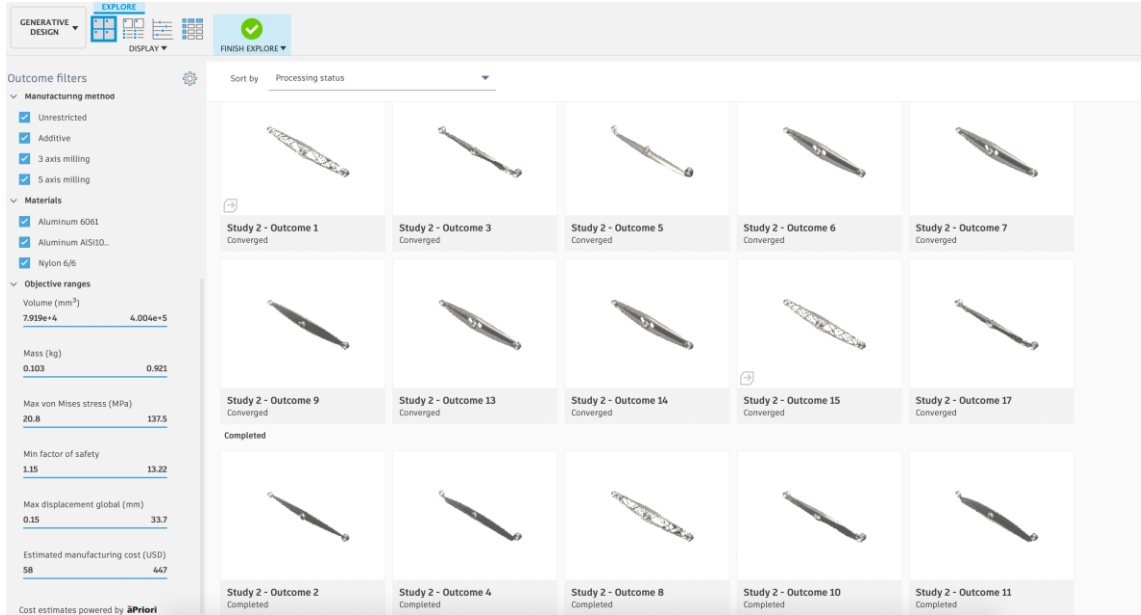 EXPLORE
GENERATIVE DESIGN
DISPLAY
FINISH EXPLORE
Outcome filters
Sort by Processing status
Manufacturing method
Unrestricted
Additive
3 axis milling
5 axis milling
Materials
Aluminum 6061
Aluminum AlSi10...
Nylon 6/6
Objective ranges
Volume (mm³)
7.919e+4 4.004e+5
Mass (kg)
0.103 0.921
Max von Mises stress (MPa)
20.8 137.5
Min factor of safety
1.15 13.22
Max displacement global (mm)
0.15 33.7
Estimated manufacturing cost (USD)
58 447
Cost estimates powered by aPriori
Study 2 - Outcome 1 Study 2 - Outcome 3 Study 2 - Outcome 5 Study 2 - Outcome 6 Study 2 - Outcome 7
Converged Converged Converged Converged Converged
Study 2 - Outcome 9 Study 2 - Outcome 13 Study 2 - Outcome 14 Study 2 - Outcome 15 Study 2 - Outcome 17
Converged Converged Converged Converged Converged
Completed
Study 2 - Outcome 2 Study 2 - Outcome 4 Study 2 - Outcome 8 Study 2 - Outcome 10 Study 2 - Outcome 11
Completed Completed Completed Completed Completed